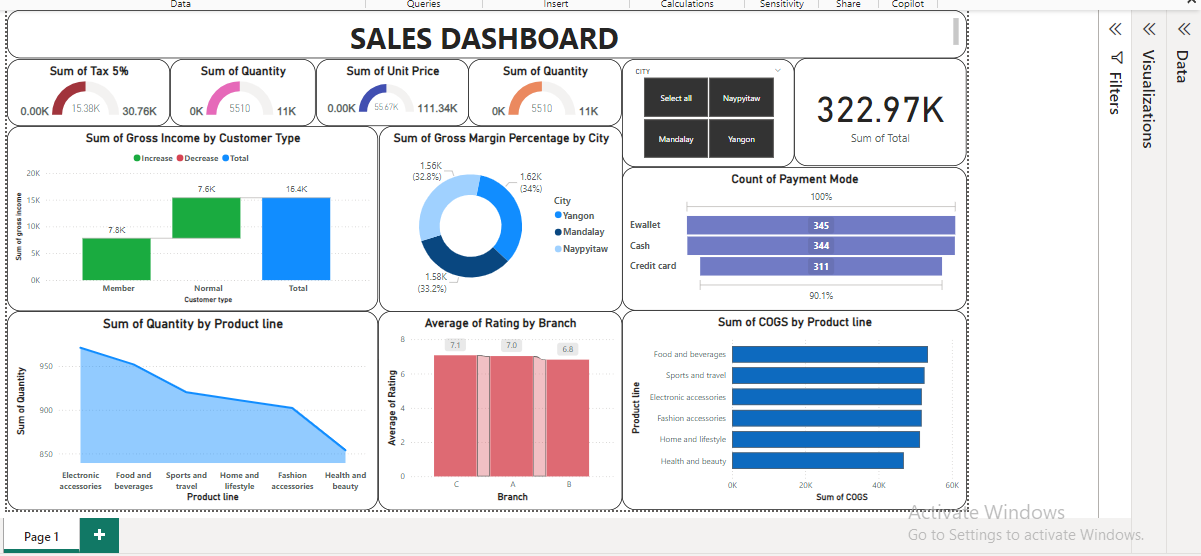 Data Queries Insert Calculations Sensitivity Share Copilot
SALES DASHBOARD
Sum of Tax 5%
0.00K 15.38K 30.76K
Sum of Quantity
0K 5510 11K
Sum of Unit Price
0.00K 55.67K 111.34K
Sum of Quantity
0K 5510 11K
CITY
Select all Naypyitaw
Mandalay Yangon
322.97K
Sum of Total
Sum of Gross Income by Customer Type
Increase Decrease Total
Sum of gross income
20K
15K
10K
5K
0K
7.8K
7.6K
16.4K
Member Normal Total
Customer type
Sum of Gross Margin Percentage by City
1.56K
(32.8%)
1.62K
(34%)
1.58K
(33.2%)
City
Yangon
Mandalay
Naypyitaw
Count of Payment Mode
100%
Ewallet 345
Cash 344
Credit card 311
90.1%
Sum of Quantity by Product line
Sum of Quantity
950
900
850
Electronic accessories
Food and beverages
Sports and travel
Home and lifestyle
Fashion accessories
Health and beauty
Product line
Average of Rating by Branch
Average of Rating
8
6
4
2
0
7.1
7.0
6.8
C A B
Branch
Sum of COGS by Product line
Product line
Food and beverages
Sports and travel
Electronic accessories
Fashion accessories
Home and lifestyle
Health and beauty
0K 20K 40K 60K
Sum of COGS
Filters
Visualizations
Data
Activate Windows
Go to Settings to activate Windows.
Page 1
+